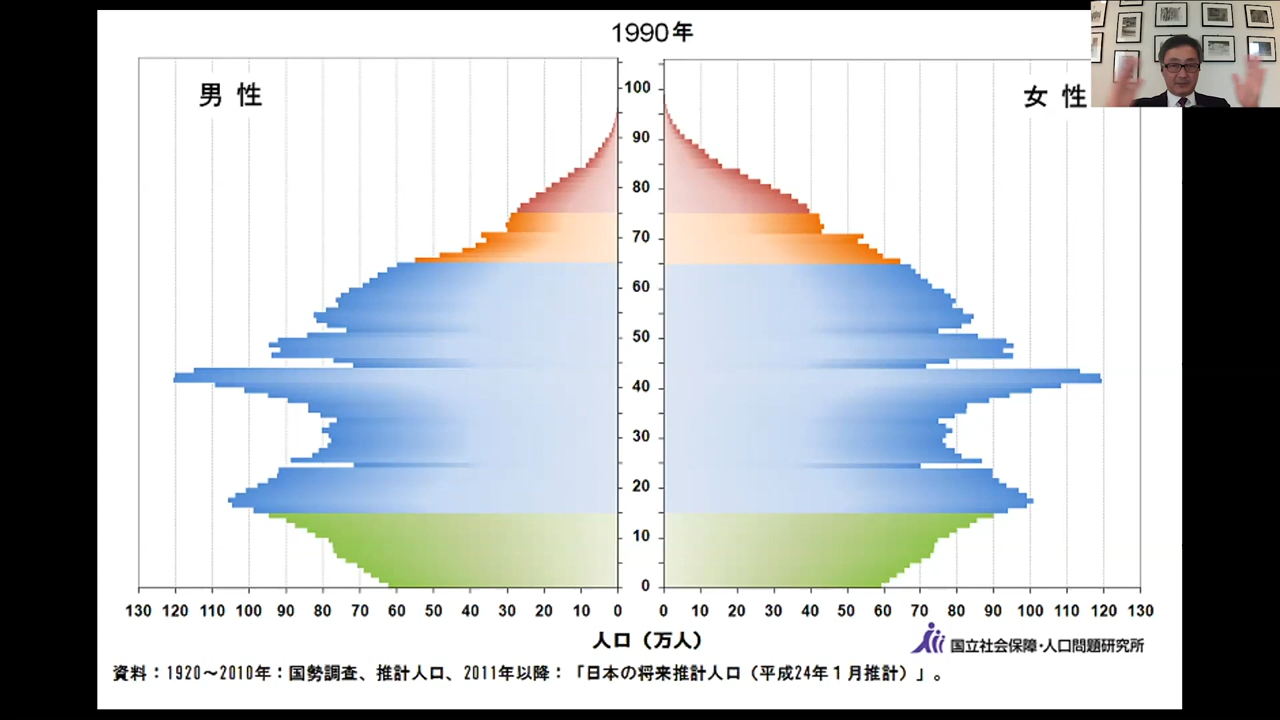 1990年
男 性
女 性
100
90
80
70
60
50
40
30
20
10
0
130 120 110 100 90 80 70 60 50 40 30 20 10 0
0 10 20 30 40 50 60 70 80 90 100 110 120 130
人口（万人）
国立社会保障・人口問題研究所
資料：1920～2010年：国勢調査、推計人口、2011年以降：「日本の将来推計人口（平成24年１月推計）」。